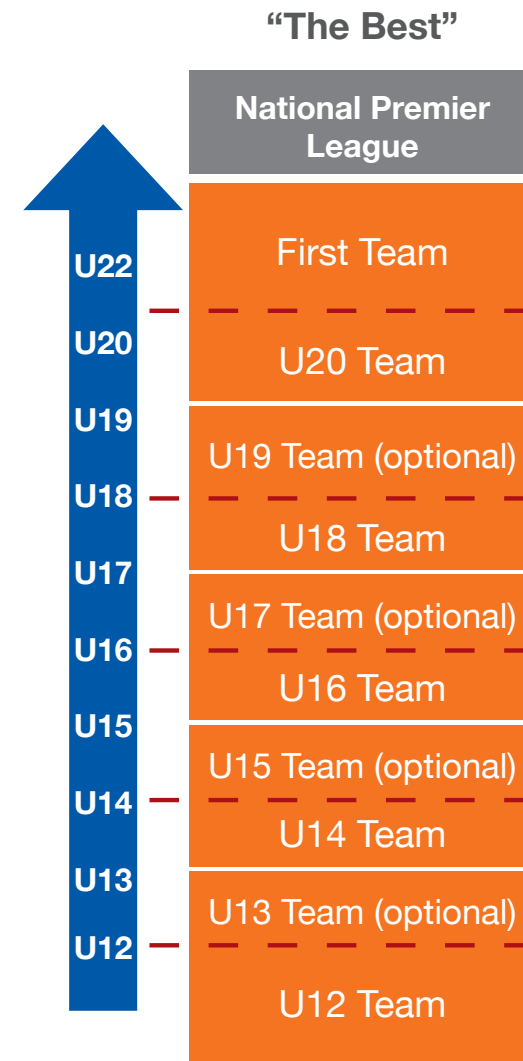 “The Best”
National Premier
League
First Team
U20 Team
U19 Team (optional)
U18 Team
U17 Team (optional)
U16 Team
U15 Team (optional)
U14 Team
U13 Team (optional)
U12 Team
U22
U20
U19
U18
U17
U16
U15
U14
U13
U12